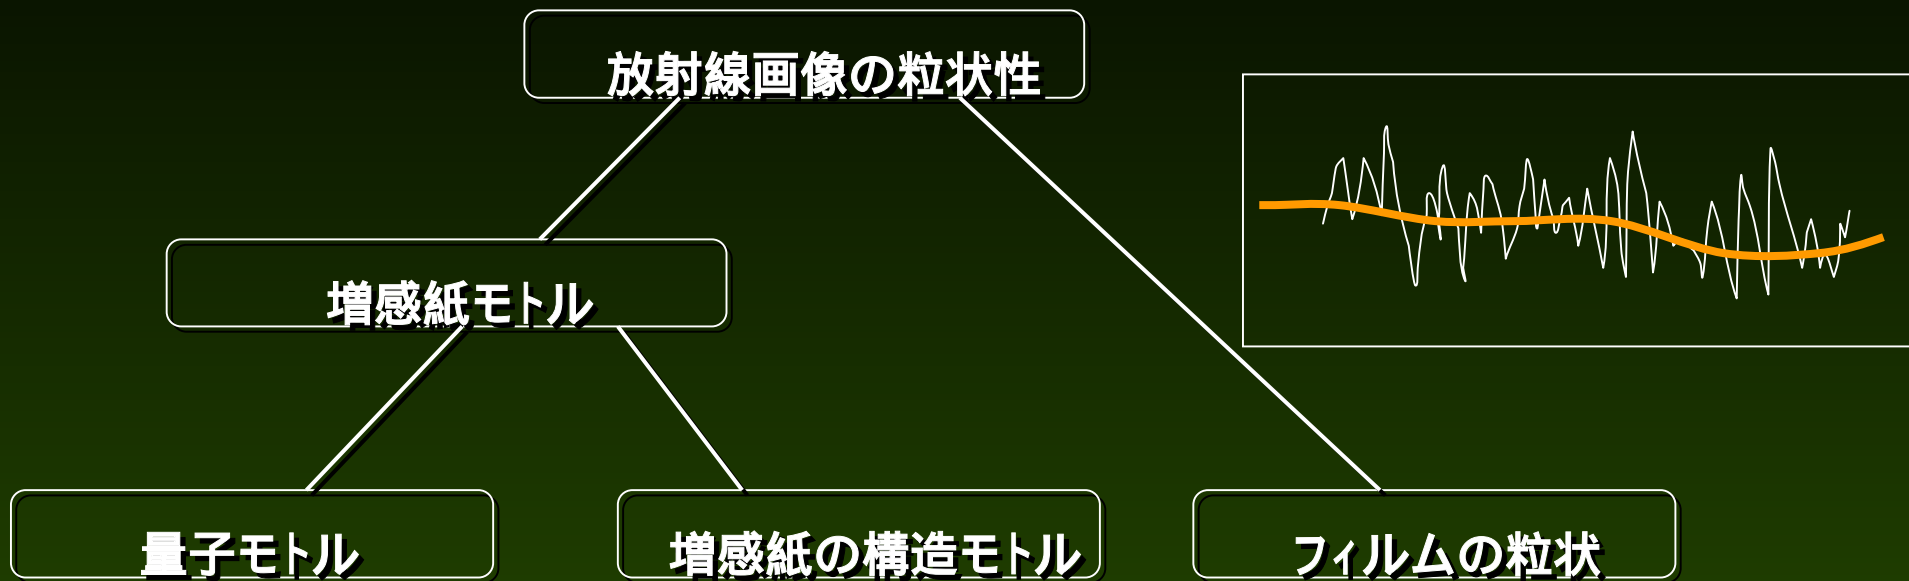 放射線画像の粒状性
増感紙モトル
量子モトル
増感紙の構造モトル
フィルムの粒状